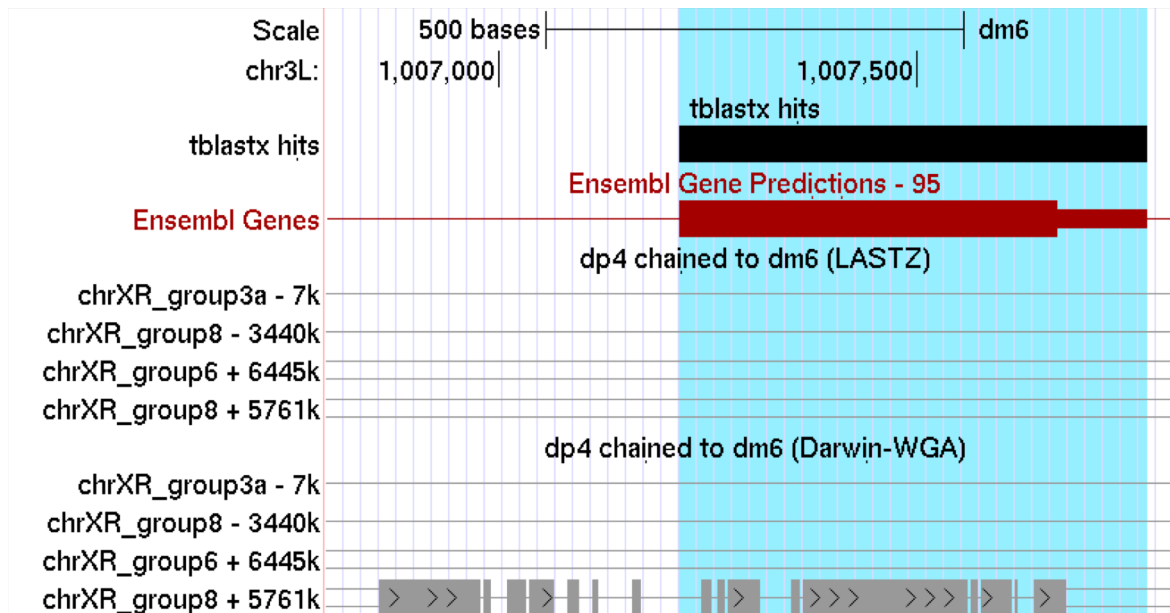 Scale 500 bases dm6
chr3L: 1,007,000 1,007,500
tblastx hits
tblastx hits
Ensembl Gene Predictions - 95
Ensembl Genes
dp4 chained to dm6 (LASTZ)
chrXR_group3a - 7k
chrXR_group8 - 3440k
chrXR_group6 + 6445k
chrXR_group8 + 5761k
dp4 chained to dm6 (Darwin-WGA)
chrXR_group3a - 7k
chrXR_group8 - 3440k
chrXR_group6 + 6445k
chrXR_group8 + 5761k